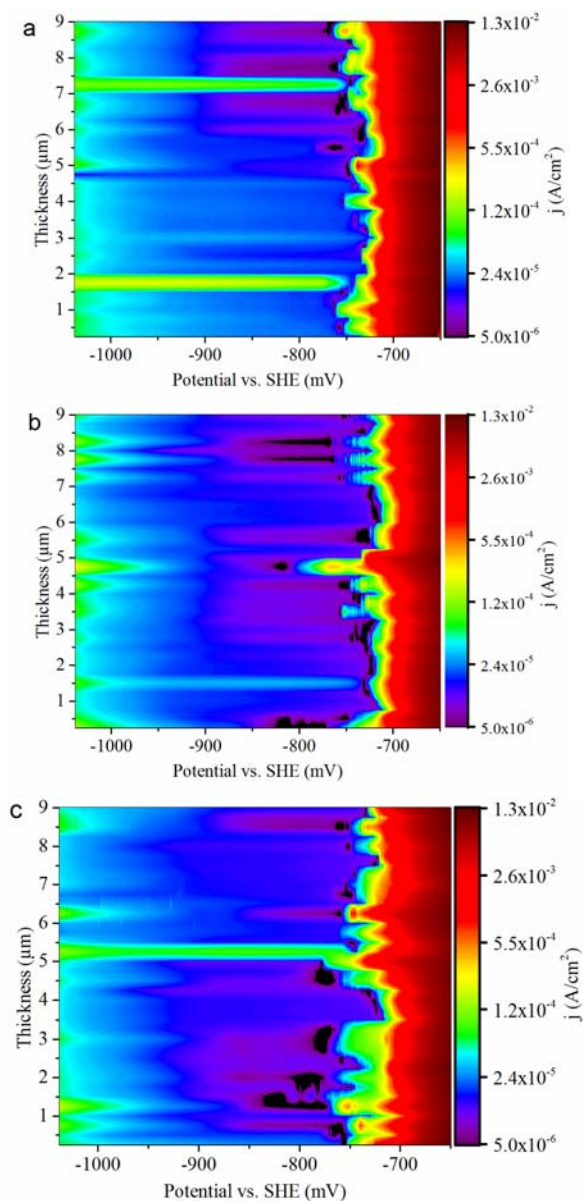 a
9
8
7
6
5
4
3
2
1
Thickness (µm)
-1000 -900 -800 -700
Potential vs. SHE (mV)
1.3x10⁻²
2.6x10⁻³
5.5x10⁻⁴
1.2x10⁻⁴
2.4x10⁻⁵
5.0x10⁻⁶
j (A/cm²)
b
9
8
7
6
5
4
3
2
1
Thickness (µm)
-1000 -900 -800 -700
Potential vs. SHE (mV)
1.3x10⁻²
2.6x10⁻³
5.5x10⁻⁴
1.2x10⁻⁴
2.4x10⁻⁵
5.0x10⁻⁶
j (A/cm²)
c
9
8
7
6
5
4
3
2
1
Thickness (µm)
-1000 -900 -800 -700
Potential vs. SHE (mV)
1.3x10⁻²
2.6x10⁻³
5.5x10⁻⁴
1.2x10⁻⁴
2.4x10⁻⁵
5.0x10⁻⁶
j (A/cm²)